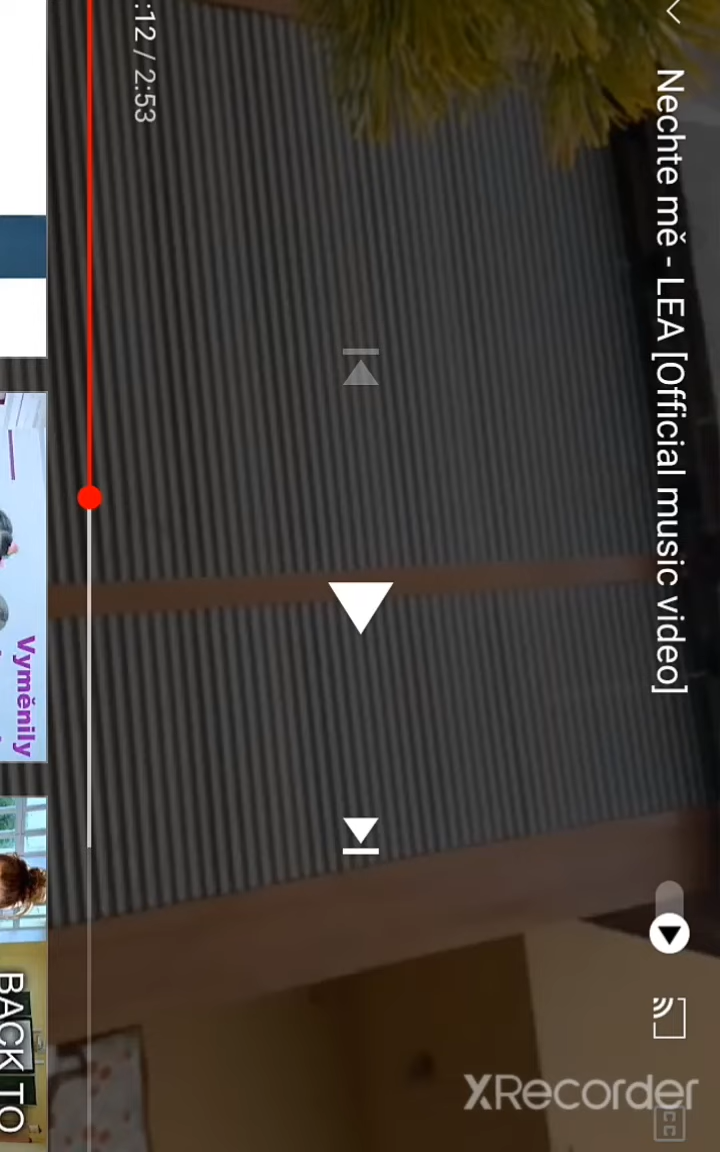 Nechte mě - LEA [Official music video]
:12 / 2:53
Vyměnily
BACK TO
XRecorder